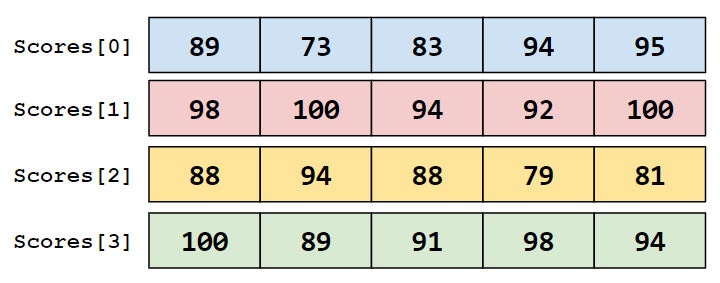 Scores[0] 89 73 83 94 95
Scores[1] 98 100 94 92 100
Scores[2] 88 94 88 79 81
Scores[3] 100 89 91 98 94